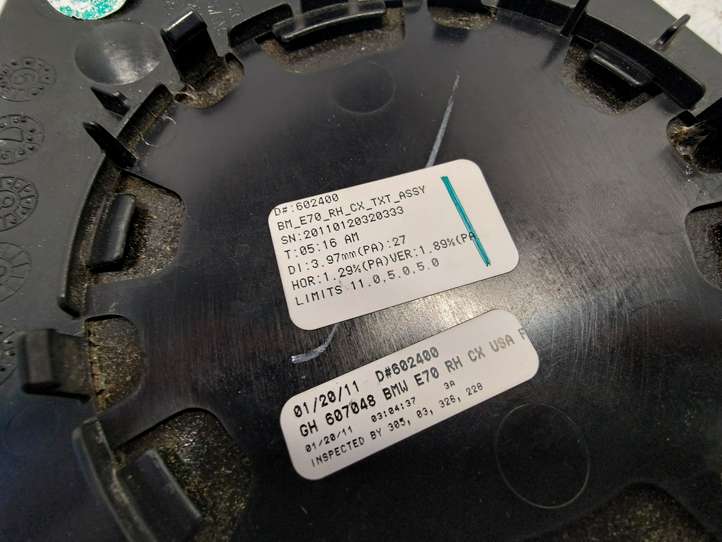 D#:602400
BM_E70_RH_CX_TXT_ASSY
SN:20110120320333
T:05:16 AM
DI:3.97mm(PA):27
HOR:1.29%(PA)VER:1.89%(PA
LIMITS 11.0.5.0.5.0
01/20/11 D#602400
GH 607048 BMW E70 RH CX USA F
01/20/11 03:04:37 3A
INSPECTED BY 305, 03, 326, 228